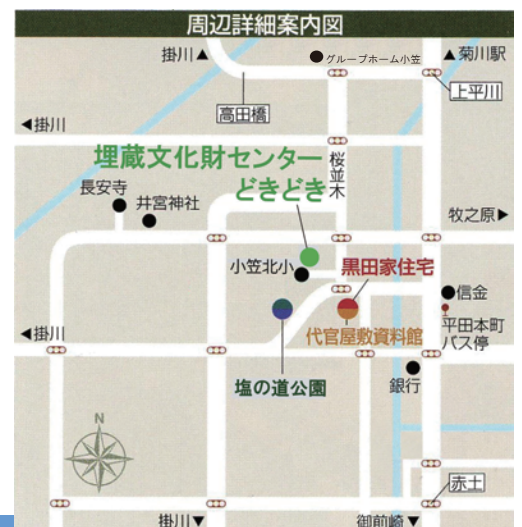 周辺詳細案内図
掛川▲
グループホーム小笠
▲菊川駅
高田橋
上平川
◀掛川
埋蔵文化財センター
どきどき
桜並木
長安寺
井宮神社
牧之原▶
小笠北小
黒田家住宅
信金
◀掛川
代官屋敷資料館
平田本町
バス停
塩の道公園
銀行
N
赤土
掛川▼
御前崎▼